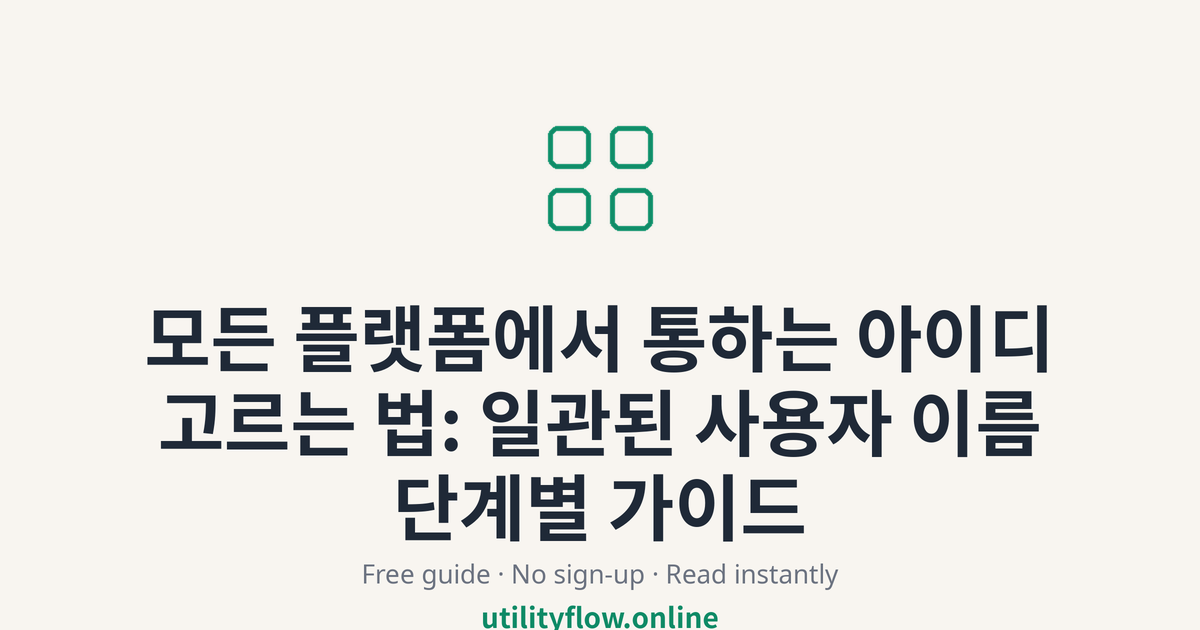 모든 플랫폼에서 통하는 아이디
고르는 법: 일관된 사용자 이름
단계별 가이드
Free guide · No sign-up · Read instantly
utilityflow.online